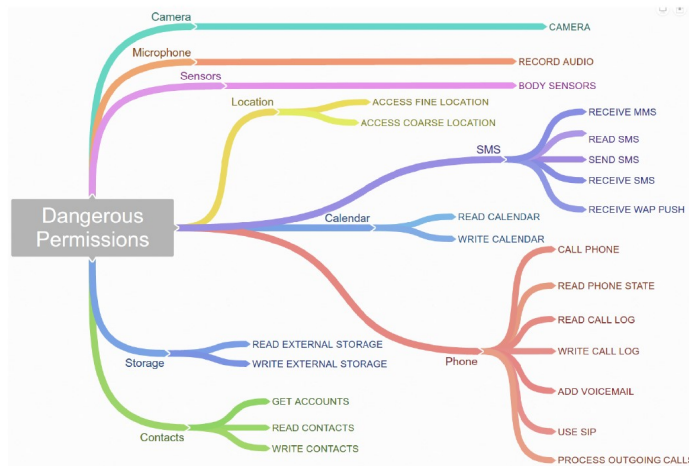 Camera
CAMERA
Microphone
RECORD AUDIO
Sensors
BODY SENSORS
Location
ACCESS FINE LOCATION
ACCESS COARSE LOCATION
SMS
RECEIVE MMS
READ SMS
SEND SMS
RECEIVE SMS
RECEIVE WAP PUSH
Dangerous
Permissions
Calendar
READ CALENDAR
WRITE CALENDAR
Phone
CALL PHONE
READ PHONE STATE
READ CALL LOG
WRITE CALL LOG
ADD VOICEMAIL
USE SIP
PROCESS OUTGOING CALLS
Storage
READ EXTERNAL STORAGE
WRITE EXTERNAL STORAGE
Contacts
GET ACCOUNTS
READ CONTACTS
WRITE CONTACTS